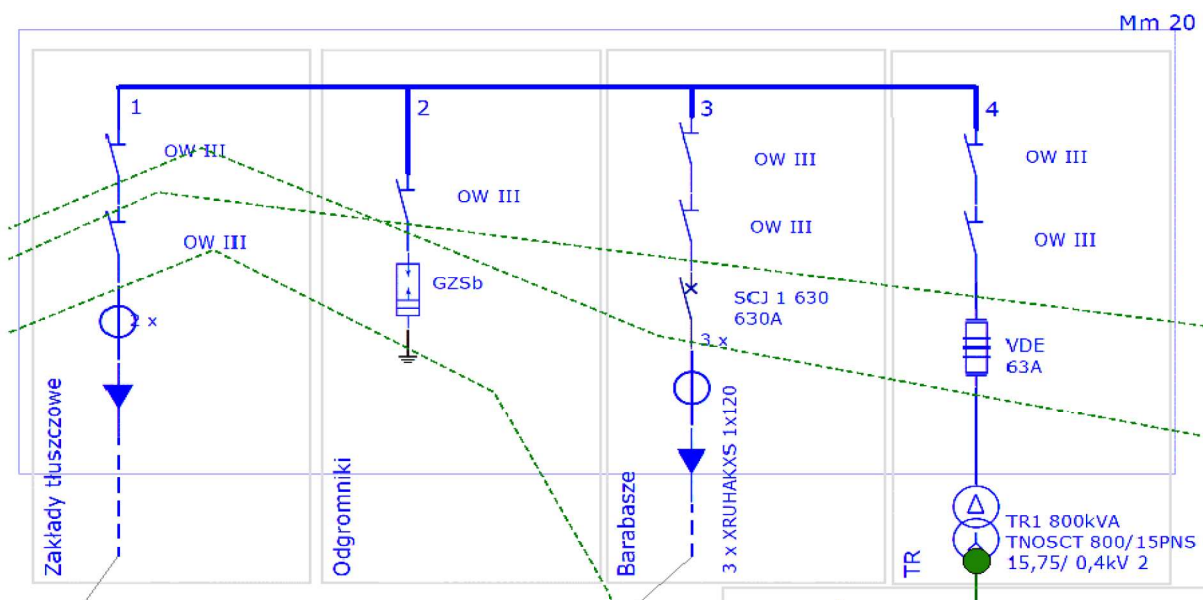 Mm 20
1
OW III
OW III
2 x
Zakłady tłuszczowe
2
OW III
GZSb
Odgromniki
3
OW III
OW III
SCJ 1 630
630A
3 x
3 x XRUHAKXS 1x120
Barabasze
4
OW III
OW III
VDE
63A
TR1 800kVA
TNOSCT 800/15PNS
15,75/ 0,4kV 2
TR